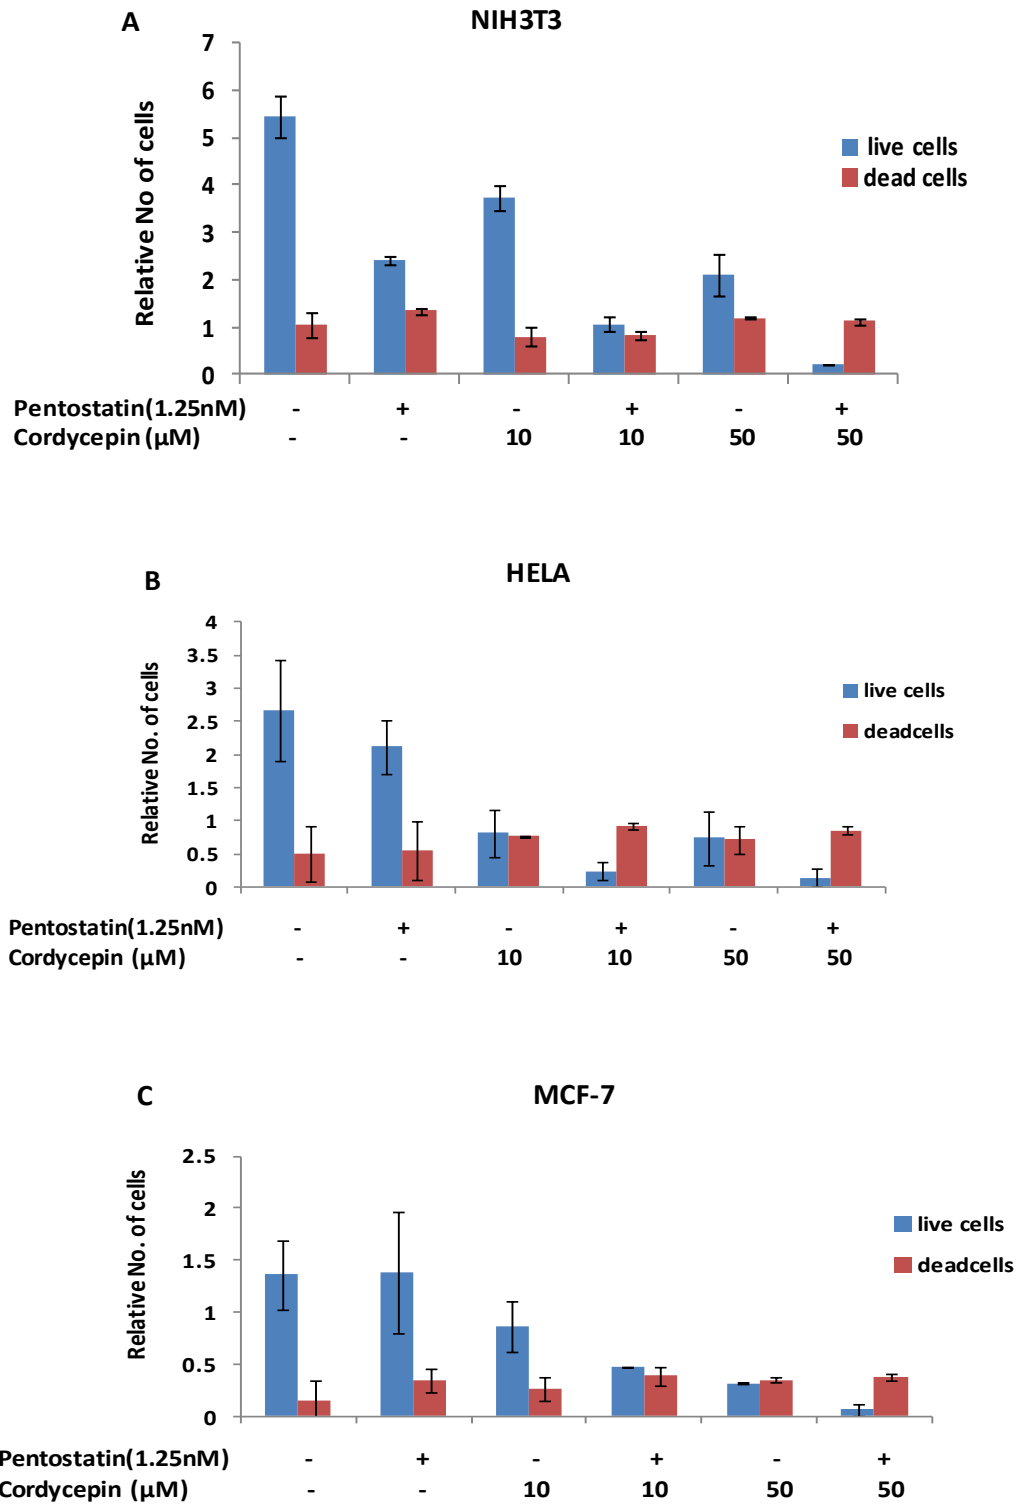 A
NIH3T3
Relative No of cells
7
6
5
4
3
2
1
0
live cells
dead cells
Pentostatin(1.25nM) - + - + - +
Cordycepin (µM) - - 10 10 50 50
B
HELA
Relative No. of cells
4
3.5
3
2.5
2
1.5
1
0.5
0
live cells
deadcells
Pentostatin(1.25nM) - + - + - +
Cordycepin (µM) - - 10 10 50 50
C
MCF-7
Relative No. of cells
2.5
2
1.5
1
0.5
0
live cells
deadcells
Pentostatin(1.25nM) - + - + - +
Cordycepin (µM) - - 10 10 50 50